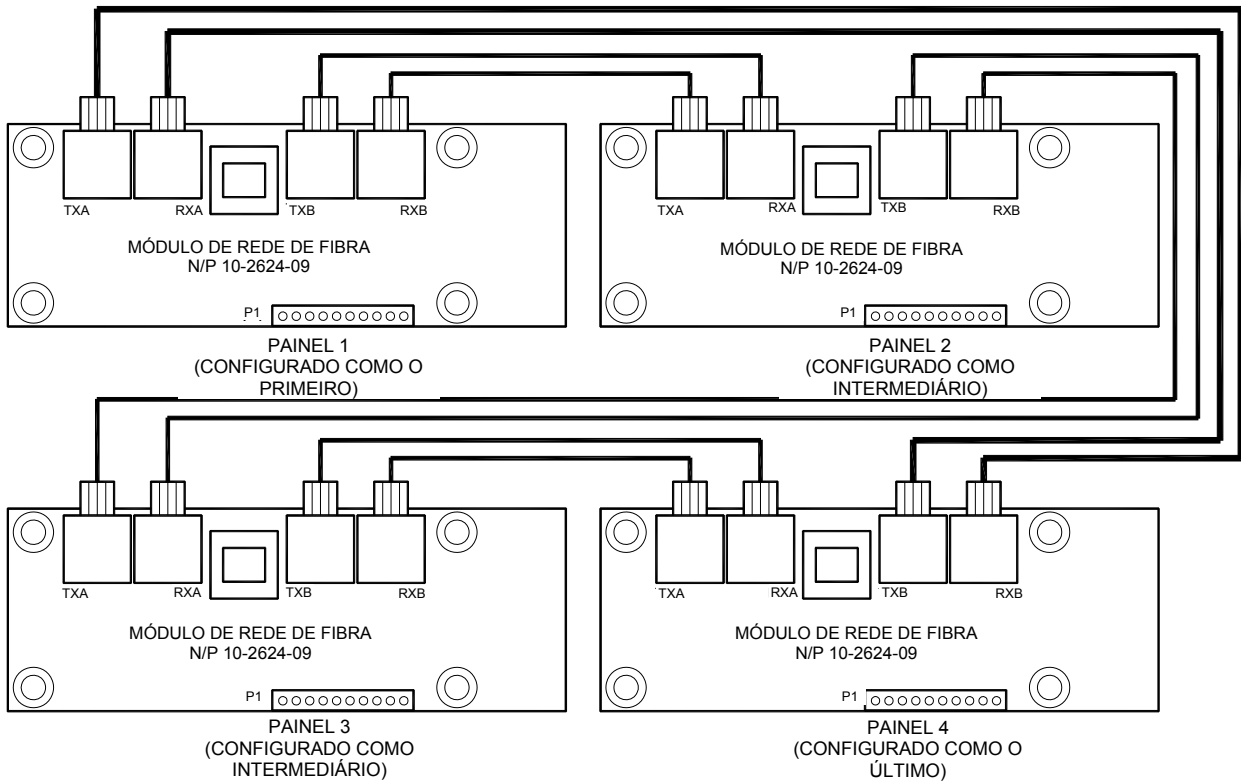 TXA RXA TXB RXB
MÓDULO DE REDE DE FIBRA
N/P 10-2624-09
P1
PAINEL 1
(CONFIGURADO COMO O
PRIMEIRO)
TXA RXA TXB RXB
MÓDULO DE REDE DE FIBRA
N/P 10-2624-09
P1
PAINEL 2
(CONFIGURADO COMO
INTERMEDIÁRIO)
TXA RXA TXB RXB
MÓDULO DE REDE DE FIBRA
N/P 10-2624-09
P1
PAINEL 3
(CONFIGURADO COMO
INTERMEDIÁRIO)
TXA RXA TXB RXB
MÓDULO DE REDE DE FIBRA
N/P 10-2624-09
P1
PAINEL 4
(CONFIGURADO COMO O
ÚLTIMO)